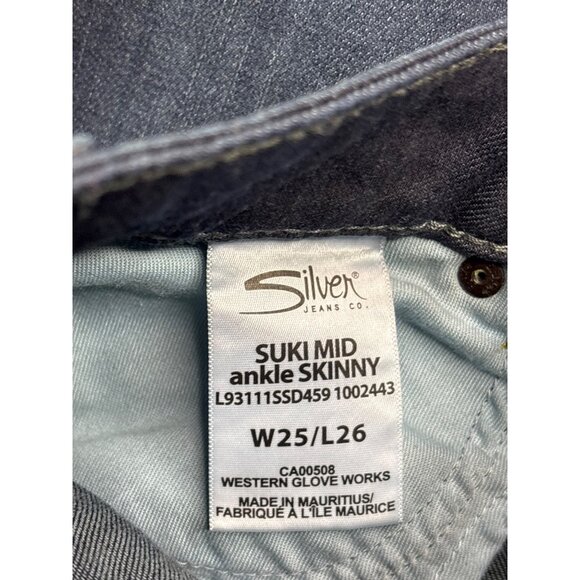 Silver®
JEANS CO.
SUKI MID
ankle SKINNY
L93111SSD459 1002443
W25/L26
CA00508
WESTERN GLOVE WORKS
MADE IN MAURITIUS/
FABRIQUÉ À L'ÎLE MAURICE